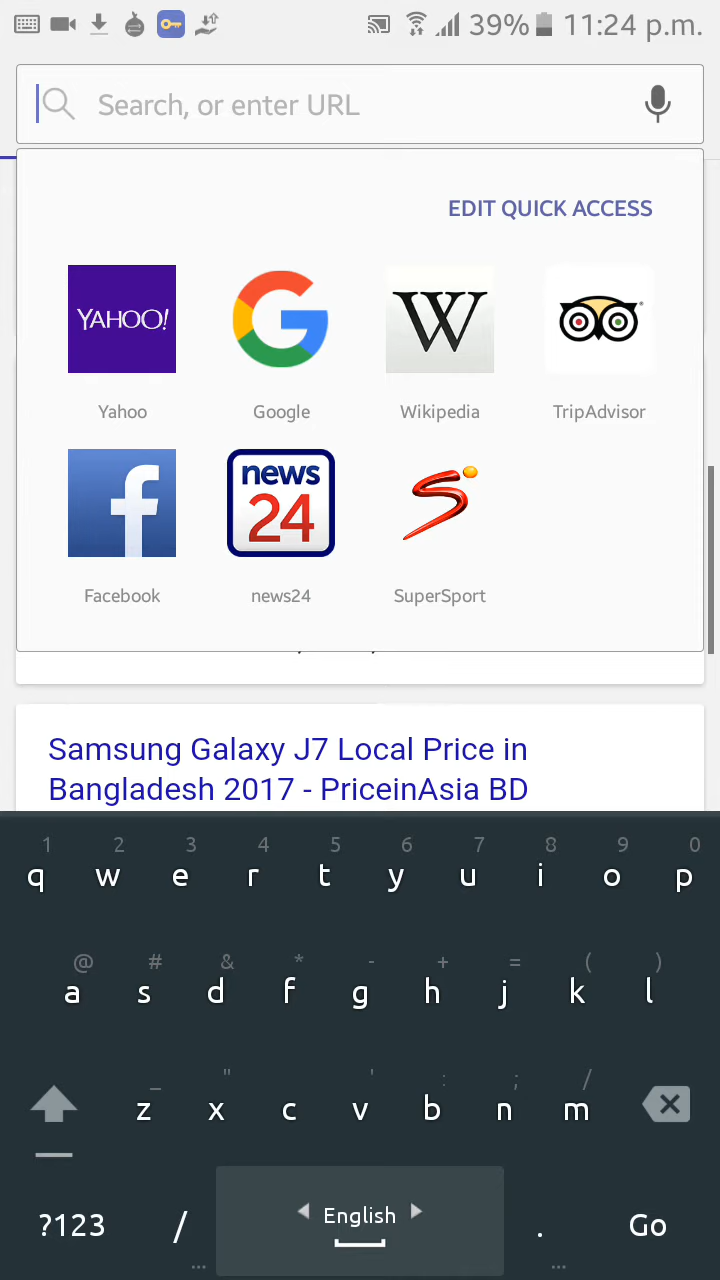 39% 11:24 p.m.
Search, or enter URL
EDIT QUICK ACCESS
YAHOO! G W
Yahoo Google Wikipedia TripAdvisor
f news 24 S
Facebook news24 SuperSport
Samsung Galaxy J7 Local Price in
Bangladesh 2017 - PriceinAsia BD
1 2 3 4 5 6 7 8 9 0
q w e r t y u i o p
@ # & * - + = ( )
a s d f g h j k l
_ " ' : ; /
z x c v b n m
?123 / English . Go
... ...